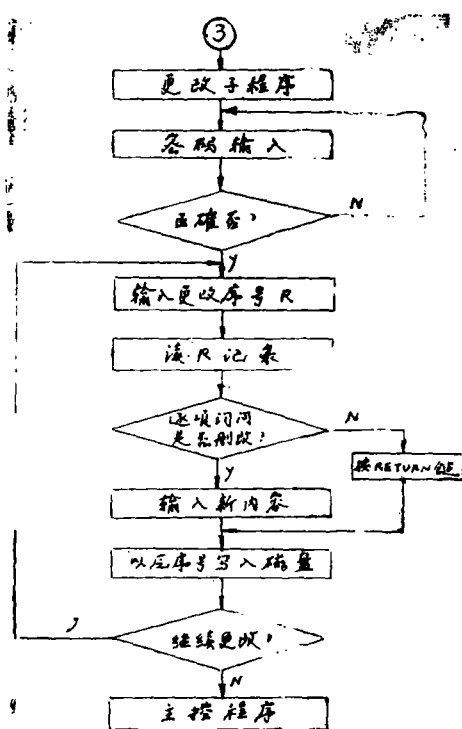 3
更改子程序
密码输入
正确否?
N
Y
输入更改序号 R
读 R 记录
逐项询问
是否删改?
N
按RETURN键
Y
输入新内容
以原序号写入磁盘
继续更改?
Y
N
主控程序